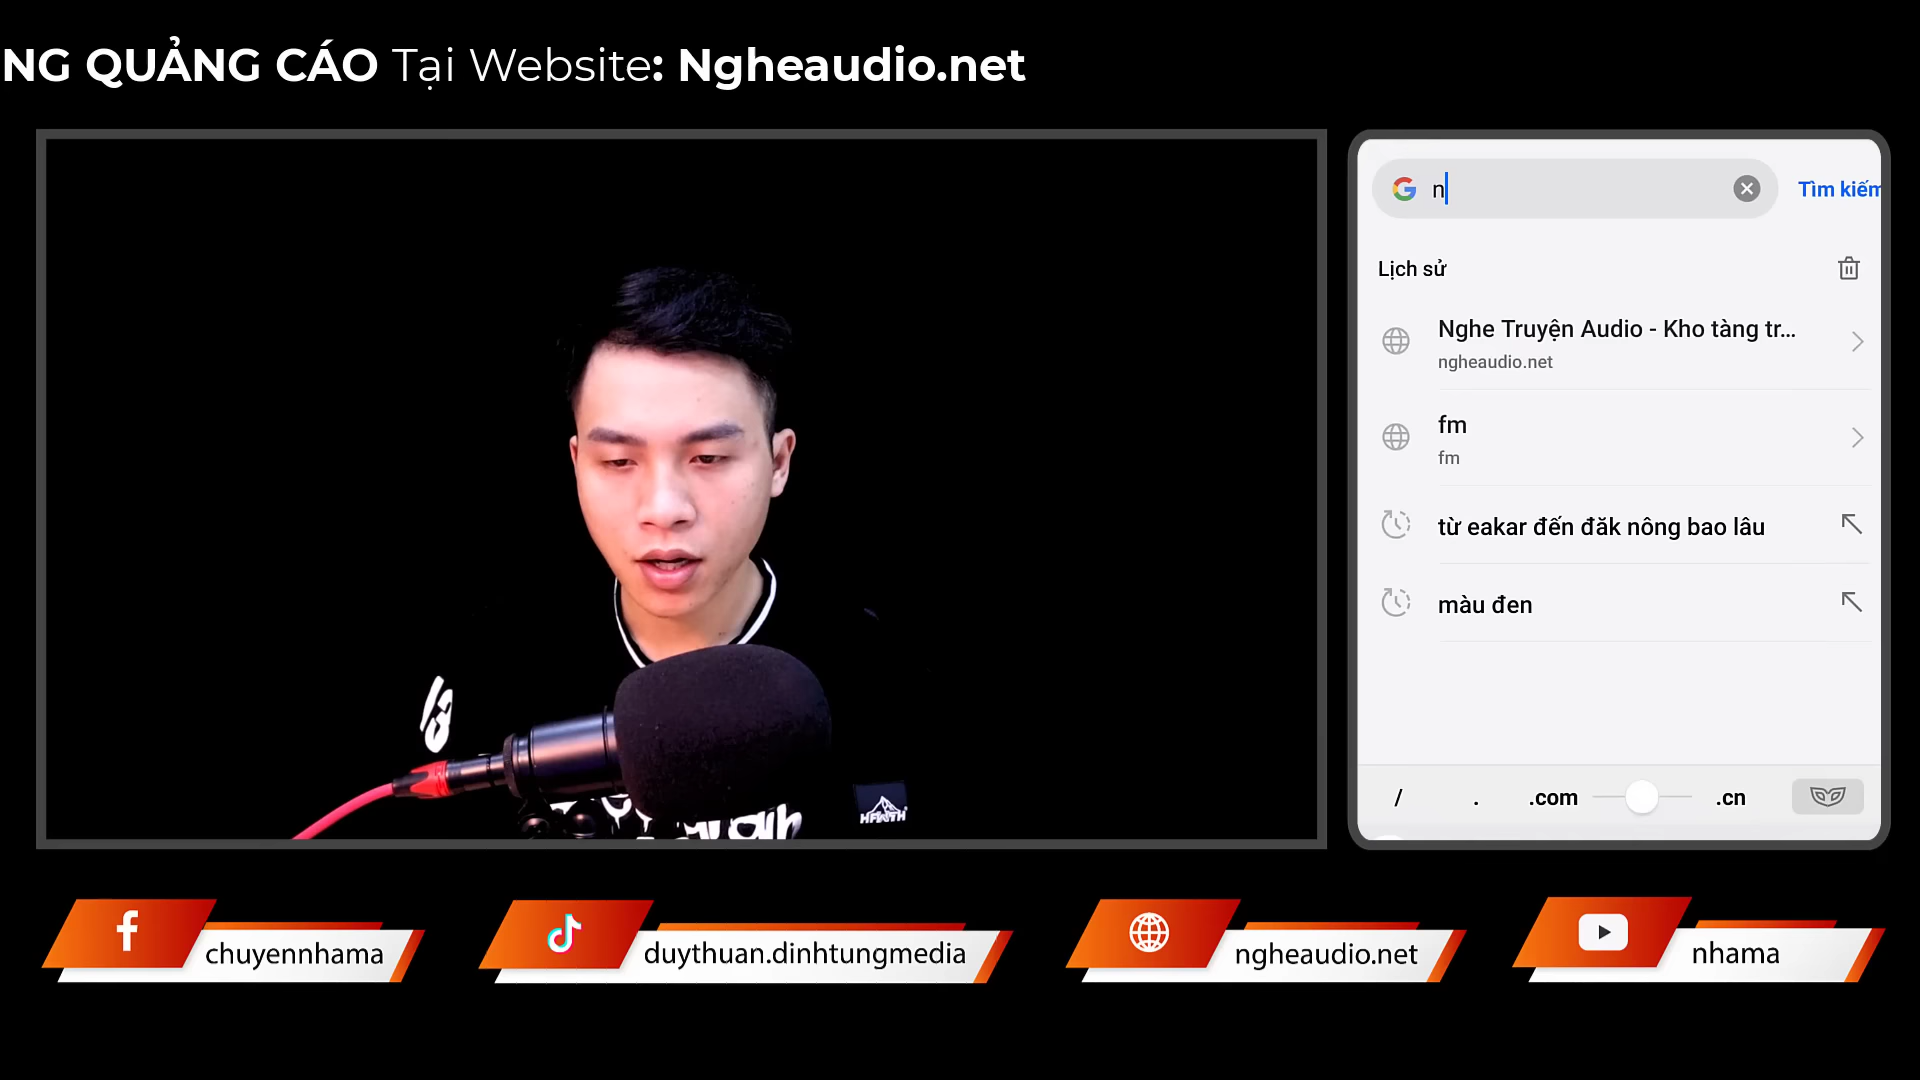 NG QUẢNG CÁO Tại Website: Ngheaudio.net
n
Tìm kiếm
Lịch sử
Nghe Truyện Audio - Kho tàng tr...
ngheaudio.net
fm
fm
từ eakar đến đăk nông bao lâu
màu đen
/ . .com .cn
HFWTH
chuyennhama
duythuan.dinhtungmedia
ngheaudio.net
nhama